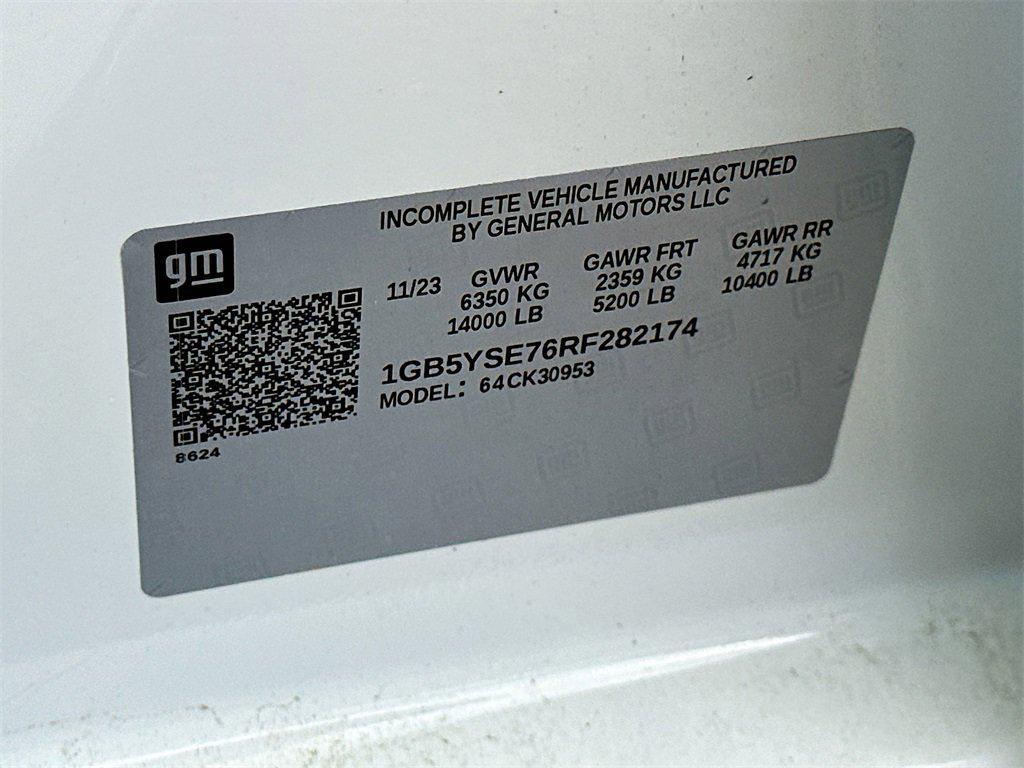 INCOMPLETE VEHICLE MANUFACTURED
BY GENERAL MOTORS LLC
gm
11/23 GVWR GAWR FRT GAWR RR
6350 KG 2359 KG 4717 KG
14000 LB 5200 LB 10400 LB
1GB5YSE76RF282174
MODEL: 64CK30953
8624